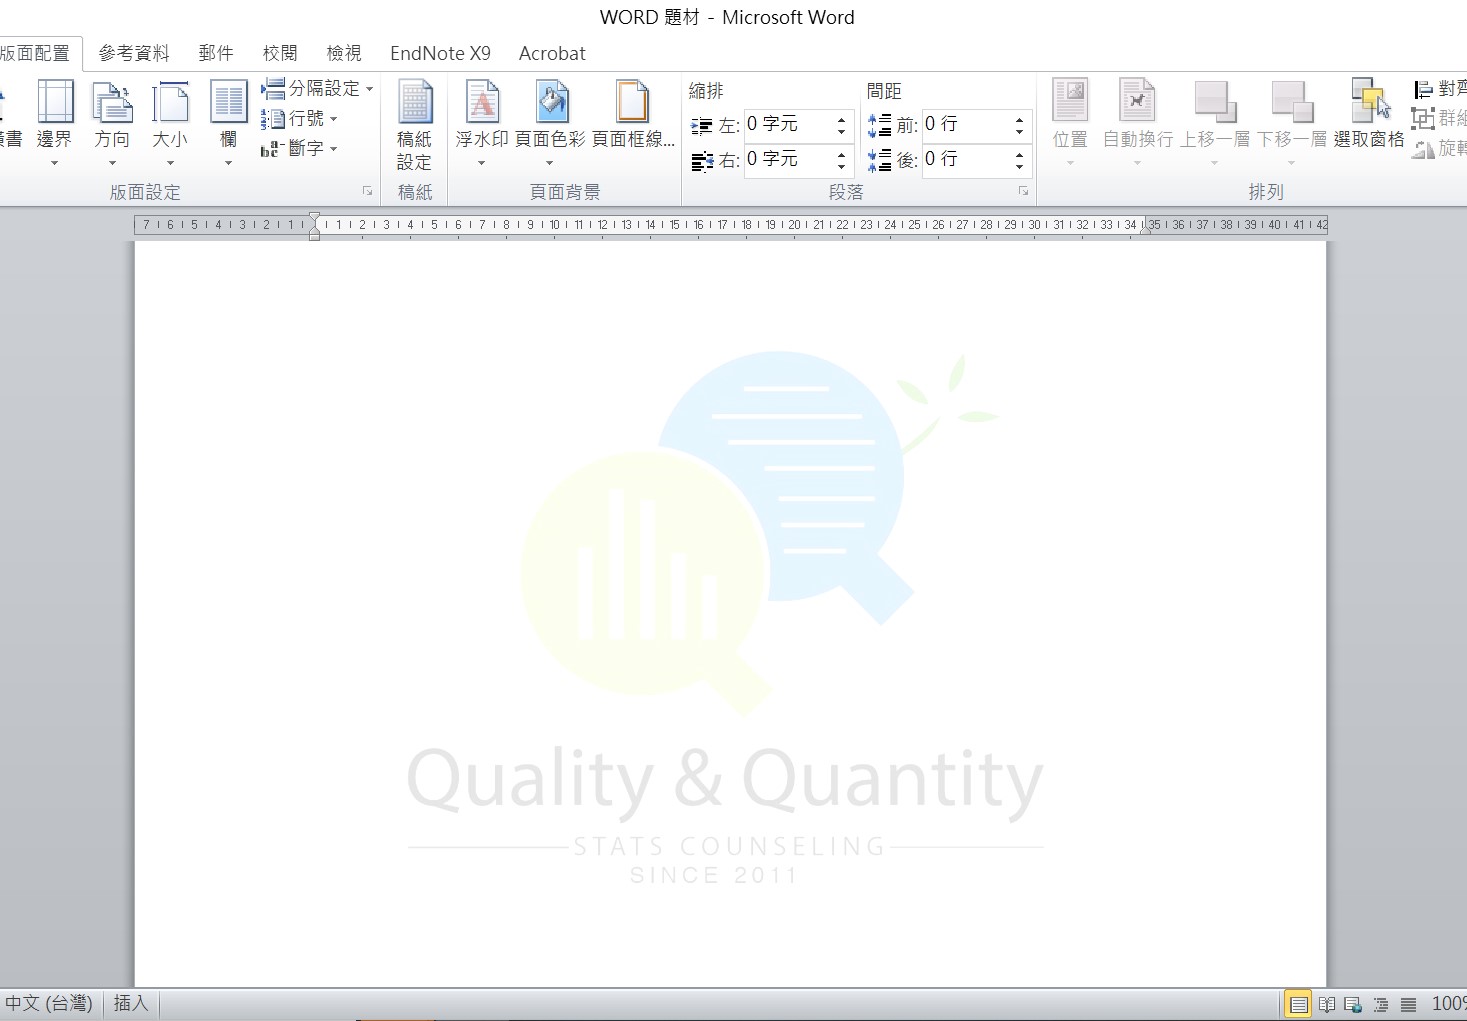 WORD 題材 - Microsoft Word
版面配置 參考資料 郵件 校閱 檢視 EndNote X9 Acrobat
分隔設定 縮排 間距 對齊
邊界 方向 大小 欄 行號 稿紙 浮水印 頁面色彩 頁面框線... 左: 0 字元 前: 0 行 位置 自動換行 上移一層 下移一層 選取窗格
斷字 設定 右: 0 字元 後: 0 行
版面設定 稿紙 頁面背景 段落 排列
7 6 5 4 3 2 1 1 2 3 4 5 6 7 8 9 10 11 12 13 14 15 16 17 18 19 20 21 22 23 24 25 26 27 28 29 30 31 32 33 34 35 36 37 38 39 40 41 42
Quality & Quantity
STATS COUNSELING
SINCE 2011
中文 (台灣) 插入 100%